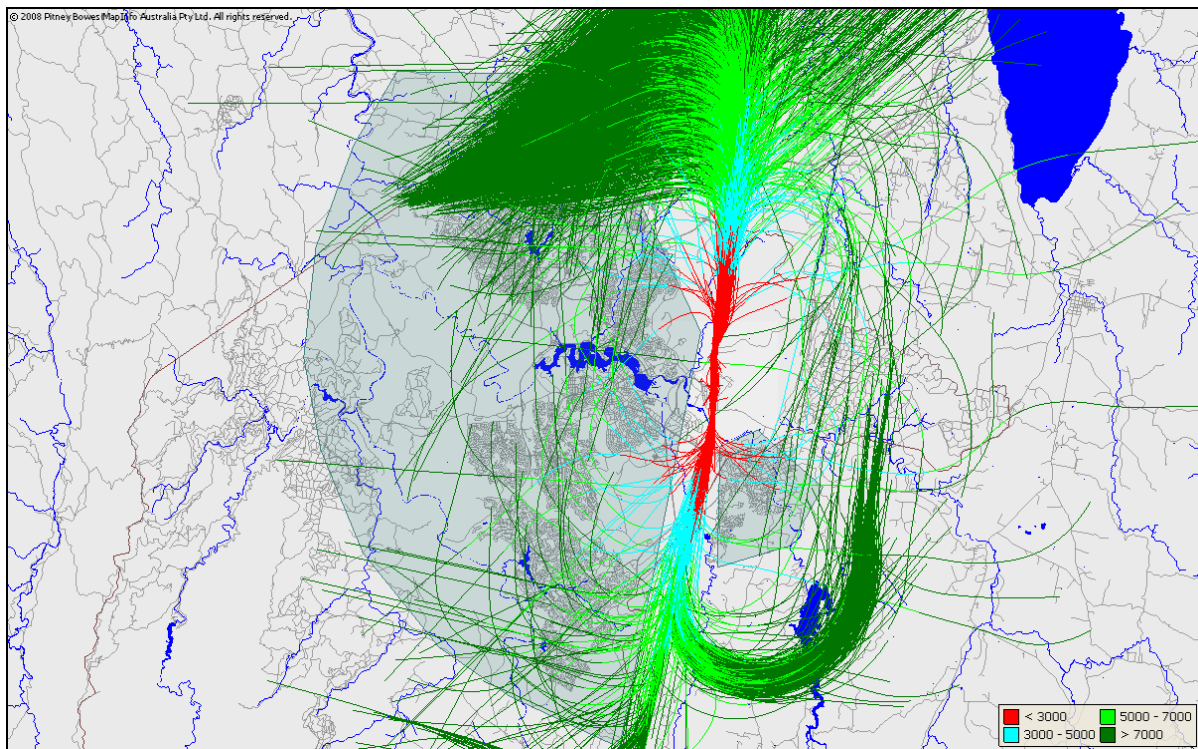 © 2008 Pitney Bowes MapInfo Australia Pty Ltd. All rights reserved.
< 3000
5000 - 7000
3000 - 5000
> 7000